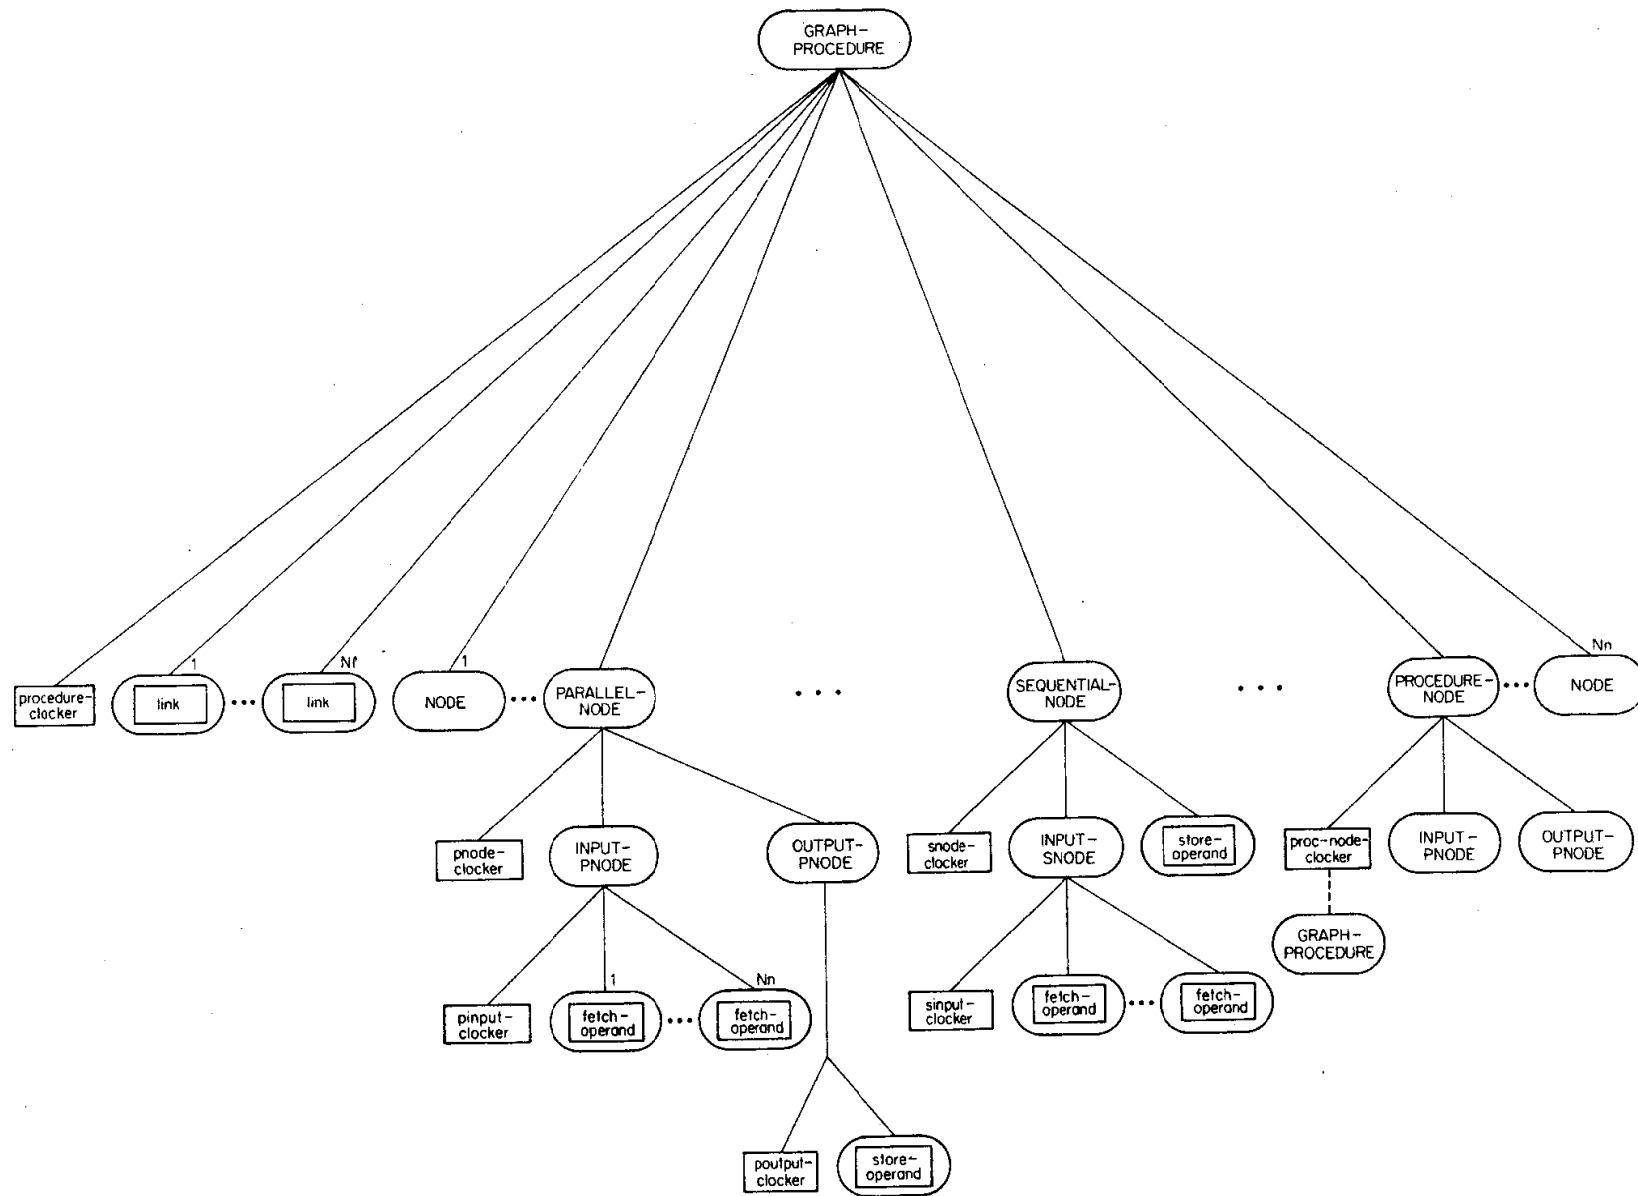 GRAPH-
PROCEDURE
1
Nℓ
1
Nn
procedure-
clocker
link
...
link
NODE
...
PARALLEL-
NODE
...
SEQUENTIAL-
NODE
...
PROCEDURE-
NODE
...
NODE
pnode-
clocker
INPUT-
PNODE
OUTPUT-
PNODE
snode-
clocker
INPUT-
SNODE
store-
operand
proc-node-
clocker
INPUT-
PNODE
OUTPUT-
PNODE
GRAPH-
PROCEDURE
1
Nn
pinput-
clocker
fetch-
operand
...
fetch-
operand
sinput-
clocker
fetch-
operand
...
fetch-
operand
poutput-
clocker
store-
operand